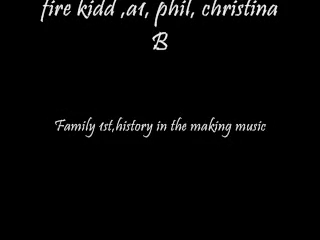 fire kidd ,a1, phil, christina
B
Family 1st,history in the making music